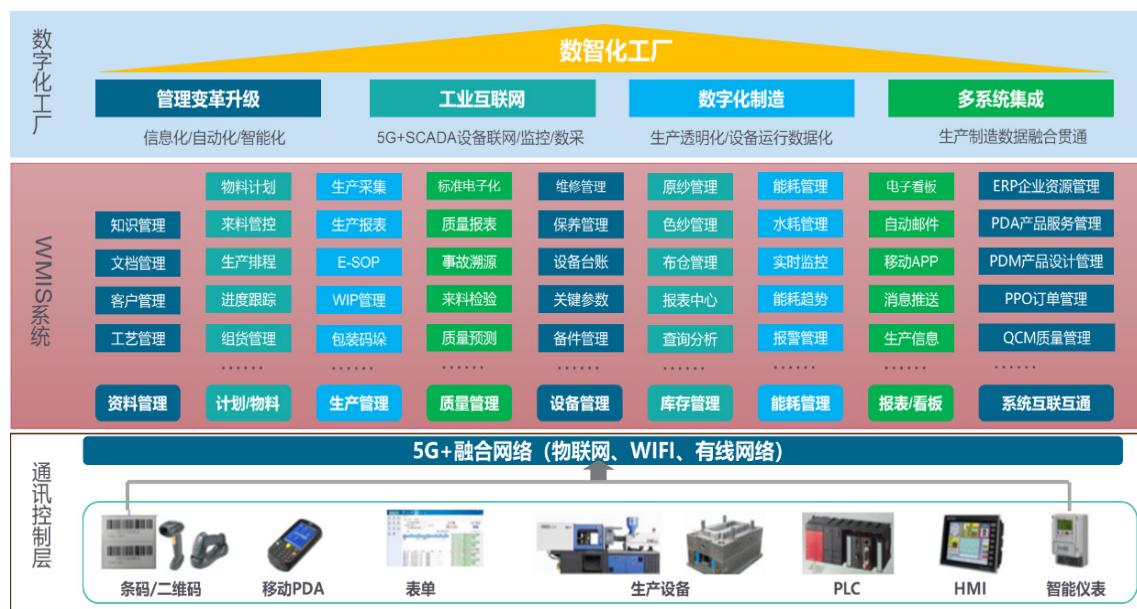 数字化工厂
数智化工厂
管理变革升级
工业互联网
数字化制造
多系统集成
信息化/自动化/智能化
5G+SCADA设备联网/监控/数采
生产透明化/设备运行数据化
生产制造数据融合贯通
WMIS系统
物料计划 生产采集 标准电子化 维修管理 原纱管理 能耗管理 电子看板 ERP企业资源管理
知识管理 来料管控 生产报表 质量报表 保养管理 色纱管理 水耗管理 自动邮件 PDA产品服务管理
文档管理 生产排程 E-SOP 事故溯源 设备台账 布仓管理 实时监控 移动APP PDM产品设计管理
客户管理 进度跟踪 WIP管理 来料检验 关键参数 报表中心 能耗趋势 消息推送 PPO订单管理
工艺管理 组货管理 包装码垛 质量预测 备件管理 查询分析 报警管理 生产信息 QCM质量管理
…… …… …… …… …… …… …… ……
资料管理 计划/物料 生产管理 质量管理 设备管理 库存管理 能耗管理 报表/看板 系统互联互通
通讯控制层
5G+融合网络（物联网、WIFI、有线网络）
条码/二维码 移动PDA 表单 生产设备 PLC HMI 智能仪表